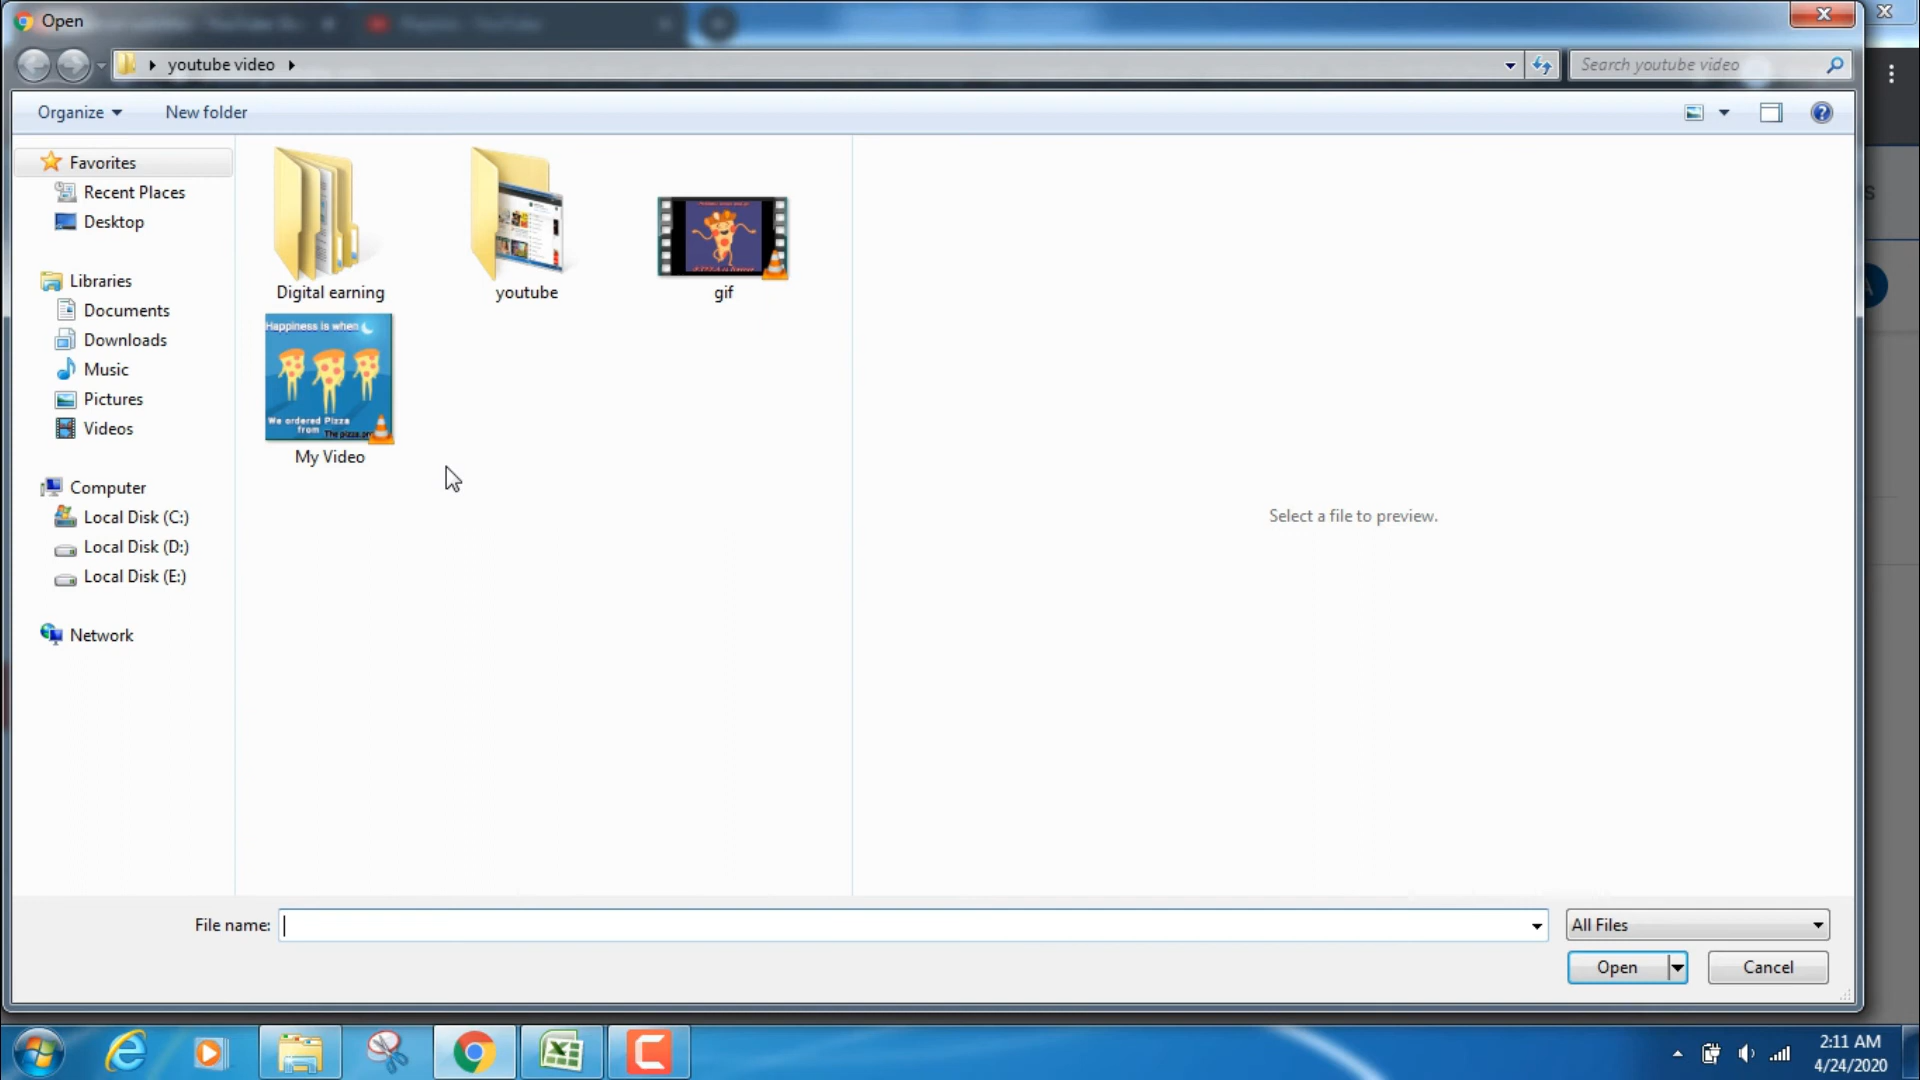 Open
youtube video
Search youtube video
Organize
New folder
Favorites
Recent Places
Desktop
Libraries
Documents
Downloads
Music
Pictures
Videos
Computer
Local Disk (C:)
Local Disk (D:)
Local Disk (E:)
Network
Digital earning
youtube
gif
Happiness is when
We ordered Pizza
from
My Video
Select a file to preview.
File name:
All Files
Open
Cancel
2:11 AM
4/24/2020